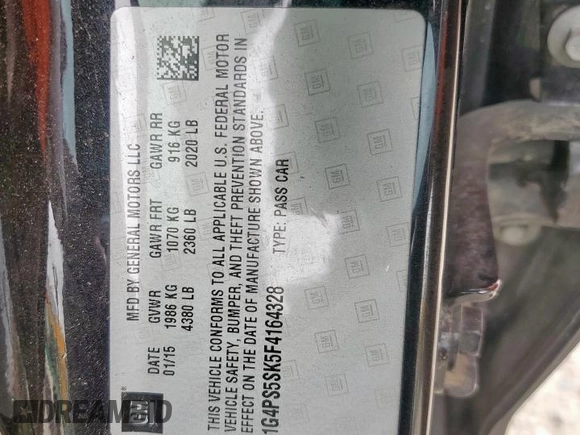 MFD BY GENERAL MOTORS LLC
DATE GVWR GAWR FRT GAWR RR
01/15 1986 KG 1070 KG 916 KG
4380 LB 2360 LB 2020 LB
THIS VEHICLE CONFORMS TO ALL APPLICABLE U.S. FEDERAL MOTOR
VEHICLE SAFETY, BUMPER, AND THEFT PREVENTION STANDARDS IN
EFFECT ON THE DATE OF MANUFACTURE SHOWN ABOVE.
1G4PS5SK5F4164328 TYPE: PASS CAR
GM
DREAMBID